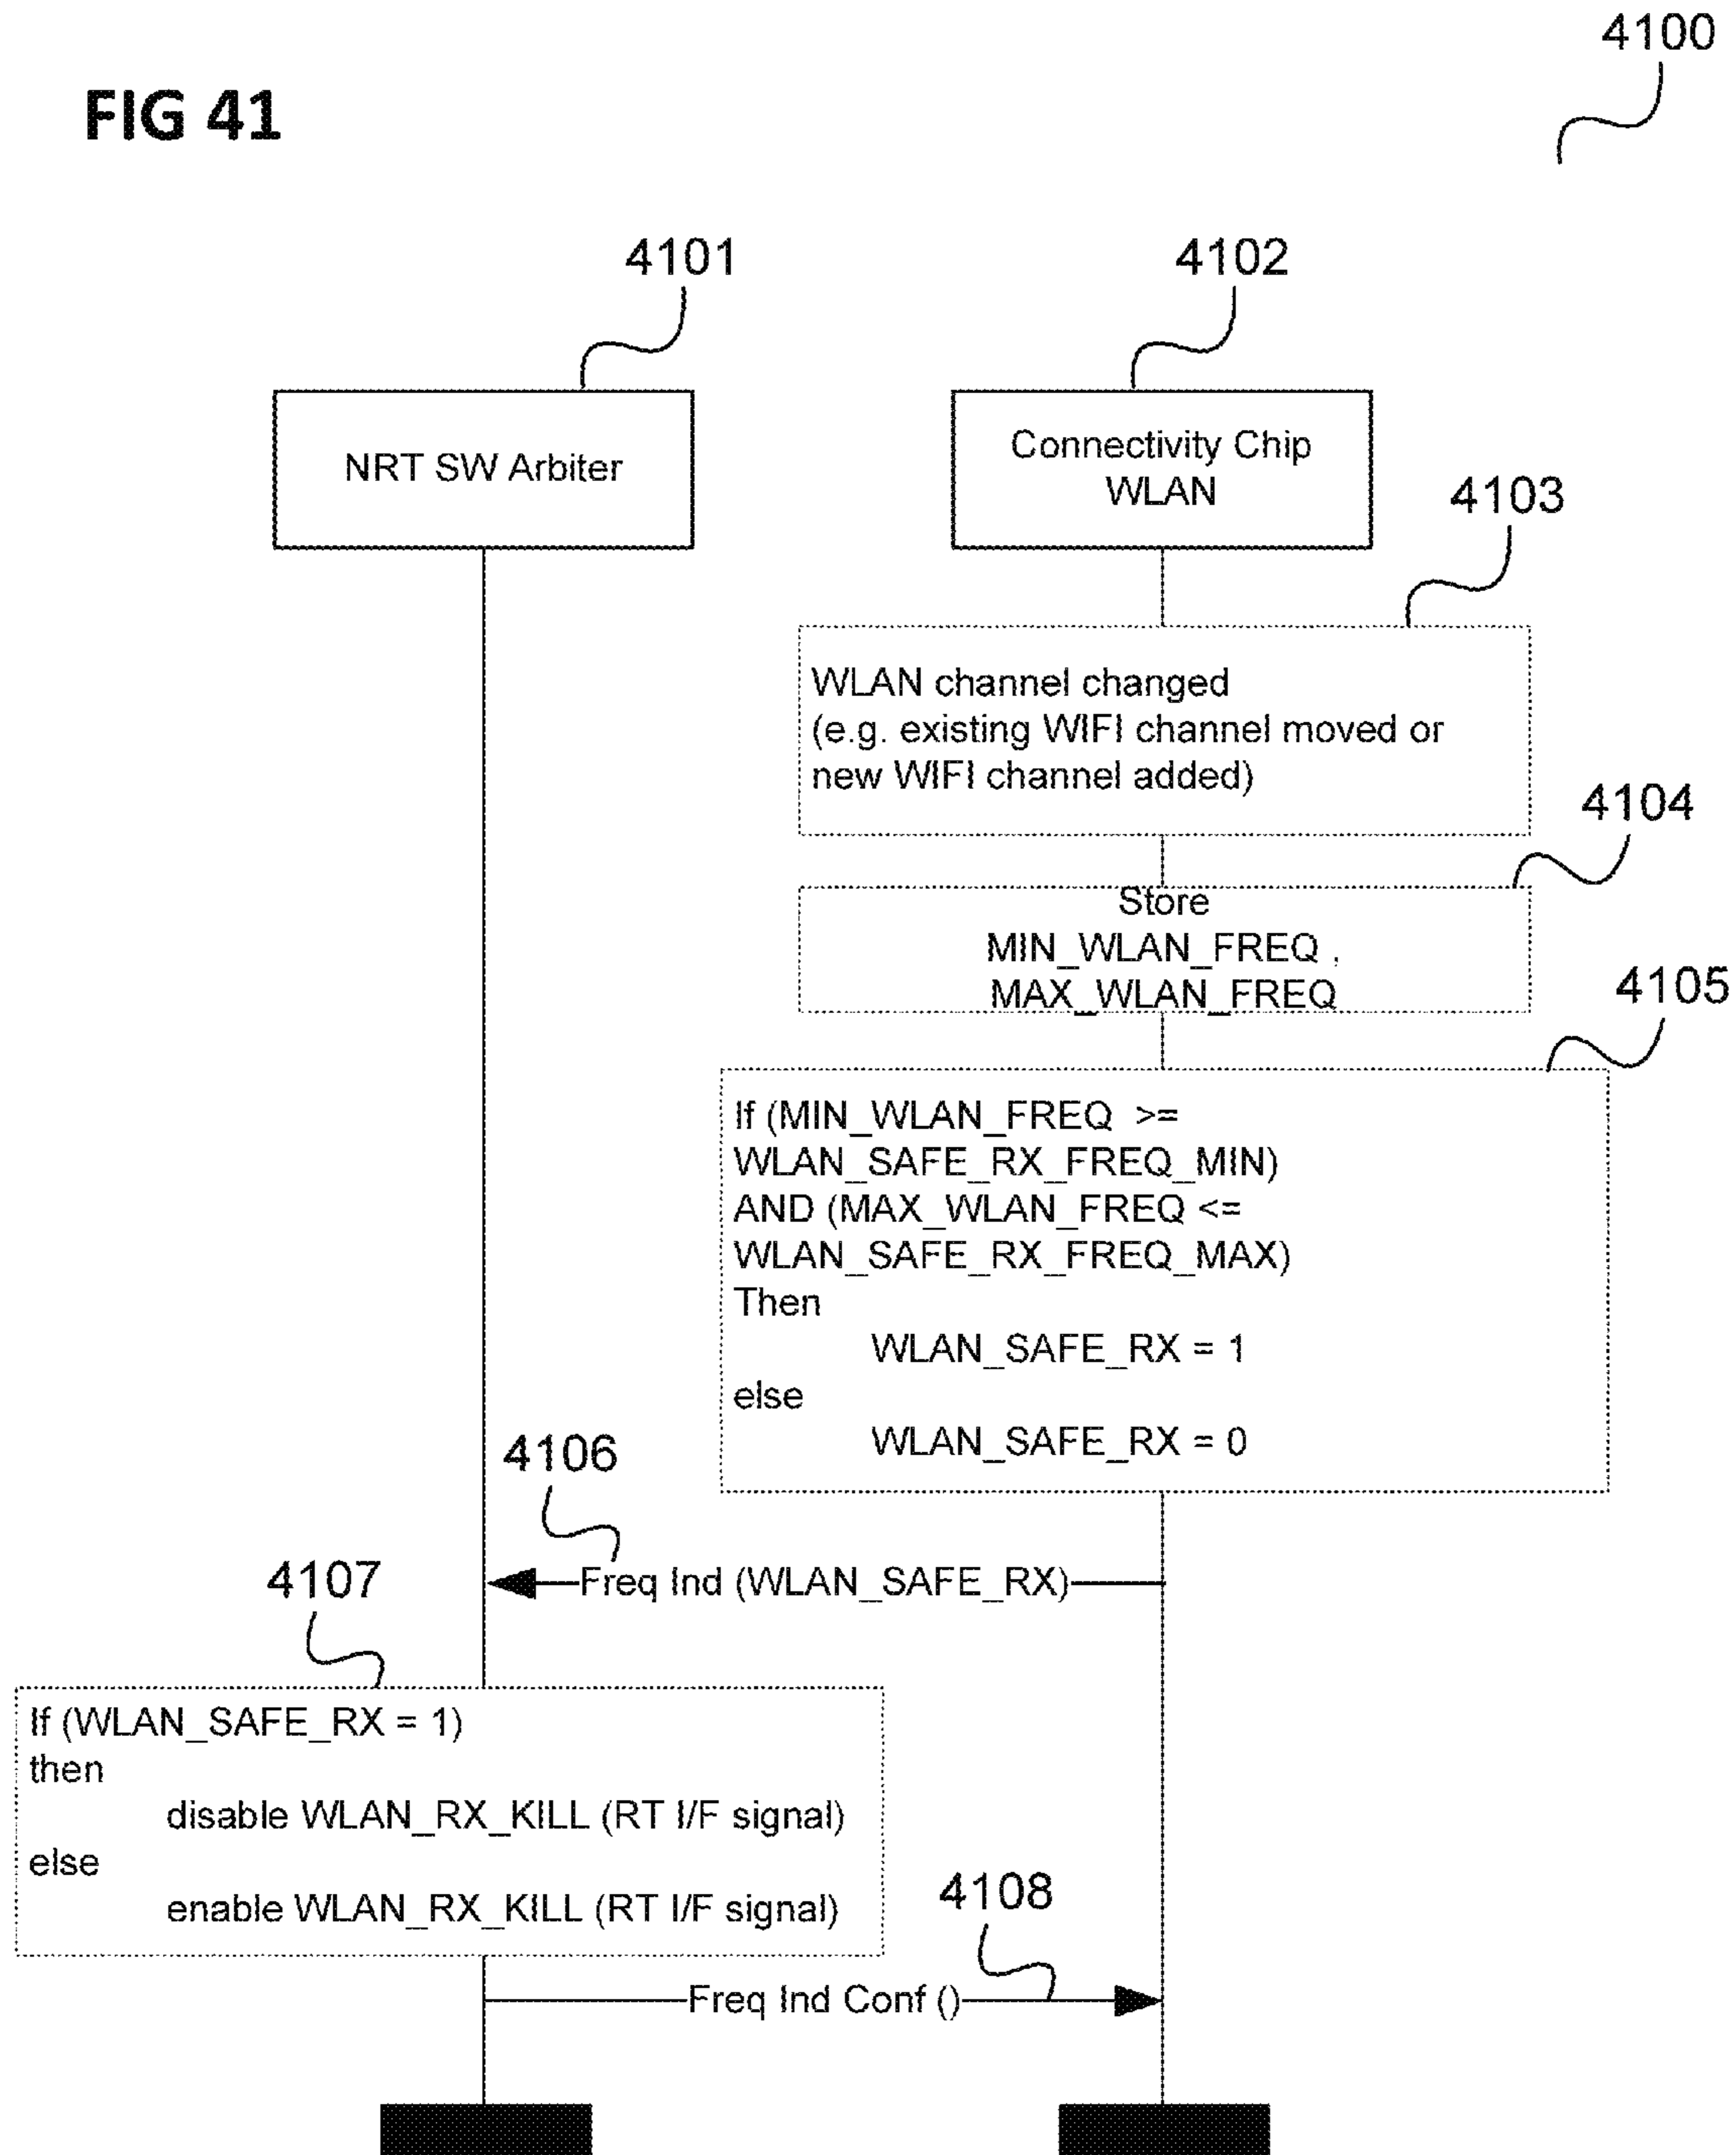 4100
FIG 41
4101
4102
NRT SW Arbiter
Connectivity Chip
WLAN
4103
WLAN channel changed
(e.g. existing WIFI channel moved or
new WIFI channel added)
4104
Store
MIN_WLAN_FREQ ,
MAX_WLAN_FREQ
4105
If (MIN_WLAN_FREQ >=
WLAN_SAFE_RX_FREQ_MIN)
AND (MAX_WLAN_FREQ <=
WLAN_SAFE_RX_FREQ_MAX)
Then
WLAN_SAFE_RX = 1
else
WLAN_SAFE_RX = 0
4106
Freq Ind (WLAN_SAFE_RX)
4107
If (WLAN_SAFE_RX = 1)
then
disable WLAN_RX_KILL (RT I/F signal)
else
enable WLAN_RX_KILL (RT I/F signal)
4108
Freq Ind Conf ()